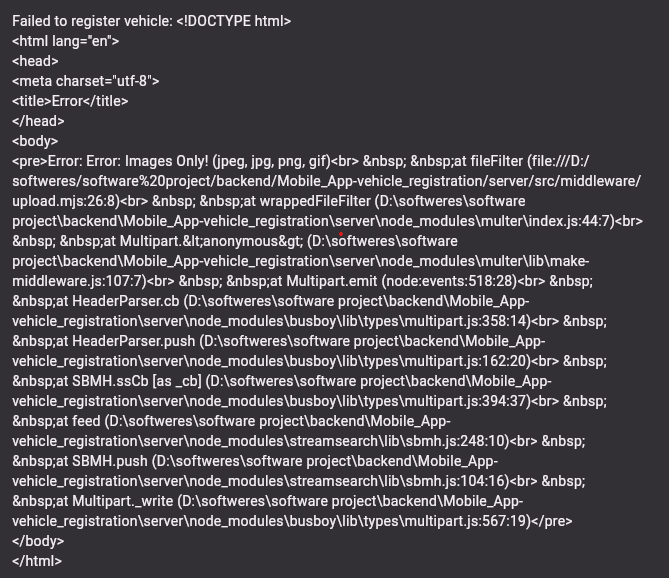 Failed to register vehicle: <!DOCTYPE html>
<html lang="en">
<head>
<meta charset="utf-8">
<title>Error</title>
</head>
<body>
<pre>Error: Error: Images Only! (jpeg, jpg, png, gif)<br> &nbsp; &nbsp;at fileFilter (file:///D:/
softweres/software%20project/backend/Mobile_App-vehicle_registration/server/src/middleware/
upload.mjs:26:8)<br> &nbsp; &nbsp;at wrappedFileFilter (D:\softweres\software
project\backend\Mobile_App-vehicle_registration\server\node_modules\multer\index.js:44:7)<br>
&nbsp; &nbsp;at Multipart.&lt;anonymous&gt; (D:\softweres\software
project\backend\Mobile_App-vehicle_registration\server\node_modules\multer\lib\make-
middleware.js:107:7)<br> &nbsp; &nbsp;at Multipart.emit (node:events:518:28)<br> &nbsp;
&nbsp;at HeaderParser.cb (D:\softweres\software project\backend\Mobile_App-
vehicle_registration\server\node_modules\busboy\lib\types\multipart.js:358:14)<br> &nbsp;
&nbsp;at HeaderParser.push (D:\softweres\software project\backend\Mobile_App-
vehicle_registration\server\node_modules\busboy\lib\types\multipart.js:162:20)<br> &nbsp;
&nbsp;at SBMH.ssCb [as _cb] (D:\softweres\software project\backend\Mobile_App-
vehicle_registration\server\node_modules\busboy\lib\types\multipart.js:394:37)<br> &nbsp;
&nbsp;at feed (D:\softweres\software project\backend\Mobile_App-
vehicle_registration\server\node_modules\streamsearch\lib\sbmh.js:248:10)<br> &nbsp;
&nbsp;at SBMH.push (D:\softweres\software project\backend\Mobile_App-
vehicle_registration\server\node_modules\streamsearch\lib\sbmh.js:104:16)<br> &nbsp;
&nbsp;at Multipart._write (D:\softweres\software project\backend\Mobile_App-
vehicle_registration\server\node_modules\busboy\lib\types\multipart.js:567:19)</pre>
</body>
</html>